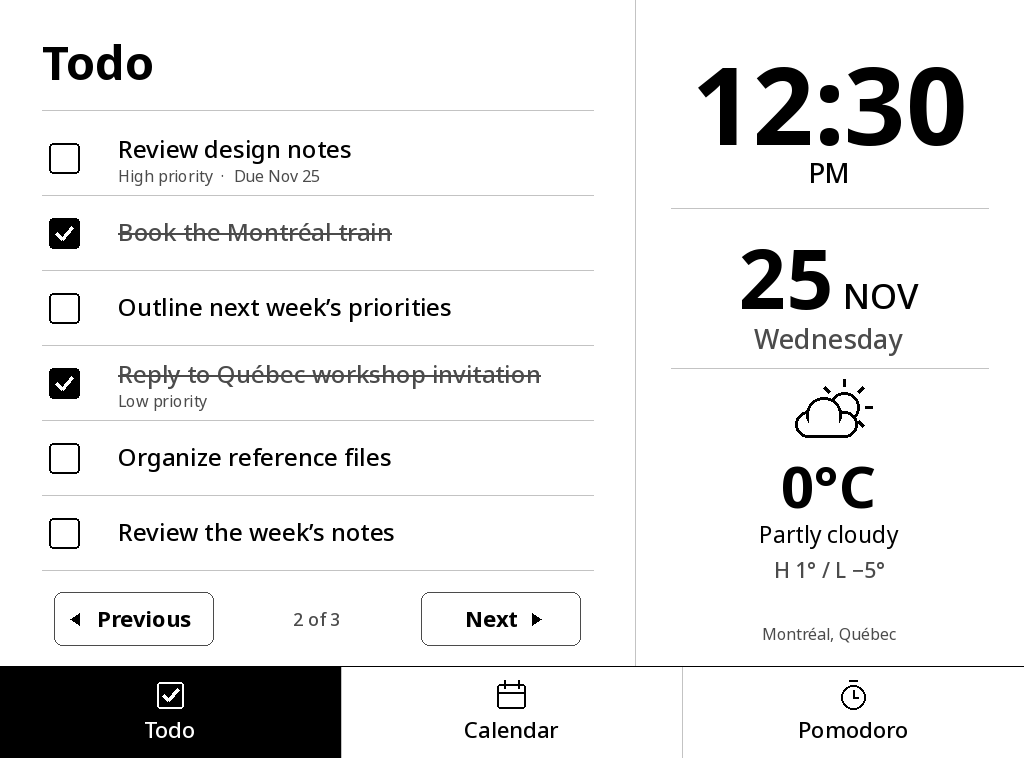 Todo
Review design notes
High priority · Due Nov 25
Book the Montréal train
Outline next week’s priorities
Reply to Québec workshop invitation
Low priority
Organize reference files
Review the week’s notes
Previous
2 of 3
Next
12:30
PM
25 NOV
Wednesday
0°C
Partly cloudy
H 1° / L −5°
Montréal, Québec
Todo
Calendar
Pomodoro